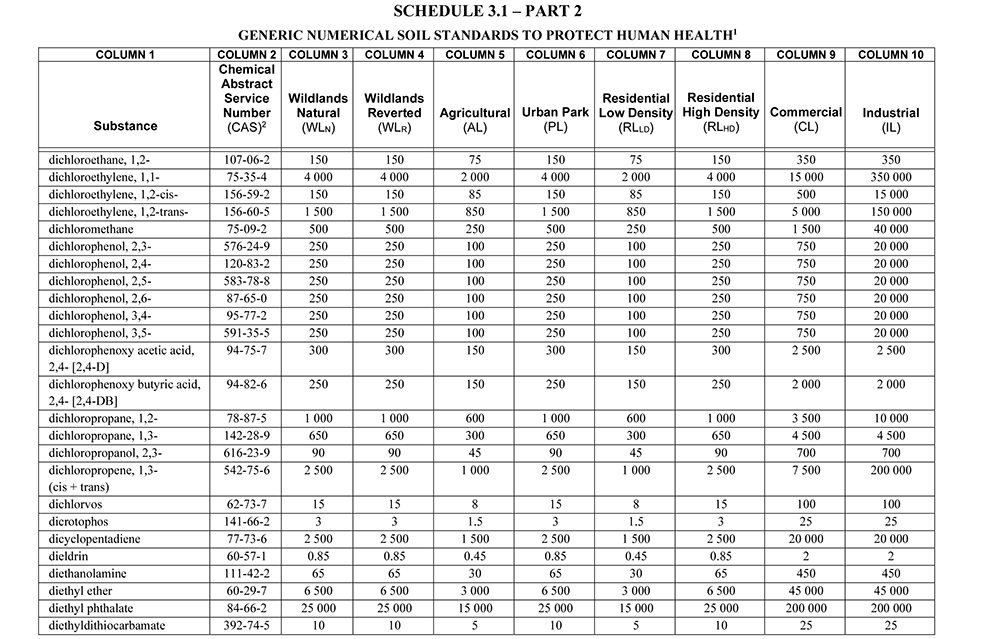 SCHEDULE 3.1 – PART 2
GENERIC NUMERICAL SOIL STANDARDS TO PROTECT HUMAN HEALTH1
COLUMN 1 COLUMN 2 COLUMN 3 COLUMN 4 COLUMN 5 COLUMN 6 COLUMN 7 COLUMN 8 COLUMN 9 COLUMN 10
Substance Chemical Abstract Service Number (CAS)2 Wildlands Natural (WLN) Wildlands Reverted (WLR) Agricultural (AL) Urban Park (PL) Residential Low Density (RLLD) Residential High Density (RLHD) Commercial (CL) Industrial (IL)
dichloroethane, 1,2- 107-06-2 150 150 75 150 75 150 350 350
dichloroethylene, 1,1- 75-35-4 4 000 4 000 2 000 4 000 2 000 4 000 15 000 350 000
dichloroethylene, 1,2-cis- 156-59-2 150 150 85 150 85 150 500 15 000
dichloroethylene, 1,2-trans- 156-60-5 1 500 1 500 850 1 500 850 1 500 5 000 150 000
dichloromethane 75-09-2 500 500 250 500 250 500 1 500 40 000
dichlorophenol, 2,3- 576-24-9 250 250 100 250 100 250 750 20 000
dichlorophenol, 2,4- 120-83-2 250 250 100 250 100 250 750 20 000
dichlorophenol, 2,5- 583-78-8 250 250 100 250 100 250 750 20 000
dichlorophenol, 2,6- 87-65-0 250 250 100 250 100 250 750 20 000
dichlorophenol, 3,4- 95-77-2 250 250 100 250 100 250 750 20 000
dichlorophenol, 3,5- 591-35-5 250 250 100 250 100 250 750 20 000
dichlorophenoxy acetic acid, 94-75-7 300 300 150 300 150 300 2 500 2 500
2,4- [2,4-D]
dichlorophenoxy butyric acid, 94-82-6 250 250 150 250 150 250 2 000 2 000
2,4- [2,4-DB]
dichloropropane, 1,2- 78-87-5 1 000 1 000 600 1 000 600 1 000 3 500 10 000
dichloropropane, 1,3- 142-28-9 650 650 300 650 300 650 4 500 4 500
dichloropropanol, 2,3- 616-23-9 90 90 45 90 45 90 700 700
dichloropropene, 1,3- 542-75-6 2 500 2 500 1 000 2 500 1 000 2 500 7 500 200 000
(cis + trans)
dichlorvos 62-73-7 15 15 8 15 8 15 100 100
dicrotophos 141-66-2 3 3 1.5 3 1.5 3 25 25
dicyclopentadiene 77-73-6 2 500 2 500 1 500 2 500 1 500 2 500 20 000 20 000
dieldrin 60-57-1 0.85 0.85 0.45 0.85 0.45 0.85 2 2
diethanolamine 111-42-2 65 65 30 65 30 65 450 450
diethyl ether 60-29-7 6 500 6 500 3 000 6 500 3 000 6 500 45 000 45 000
diethyl phthalate 84-66-2 25 000 25 000 15 000 25 000 15 000 25 000 200 000 200 000
diethyldithiocarbamate 392-74-5 10 10 5 10 5 10 25 25